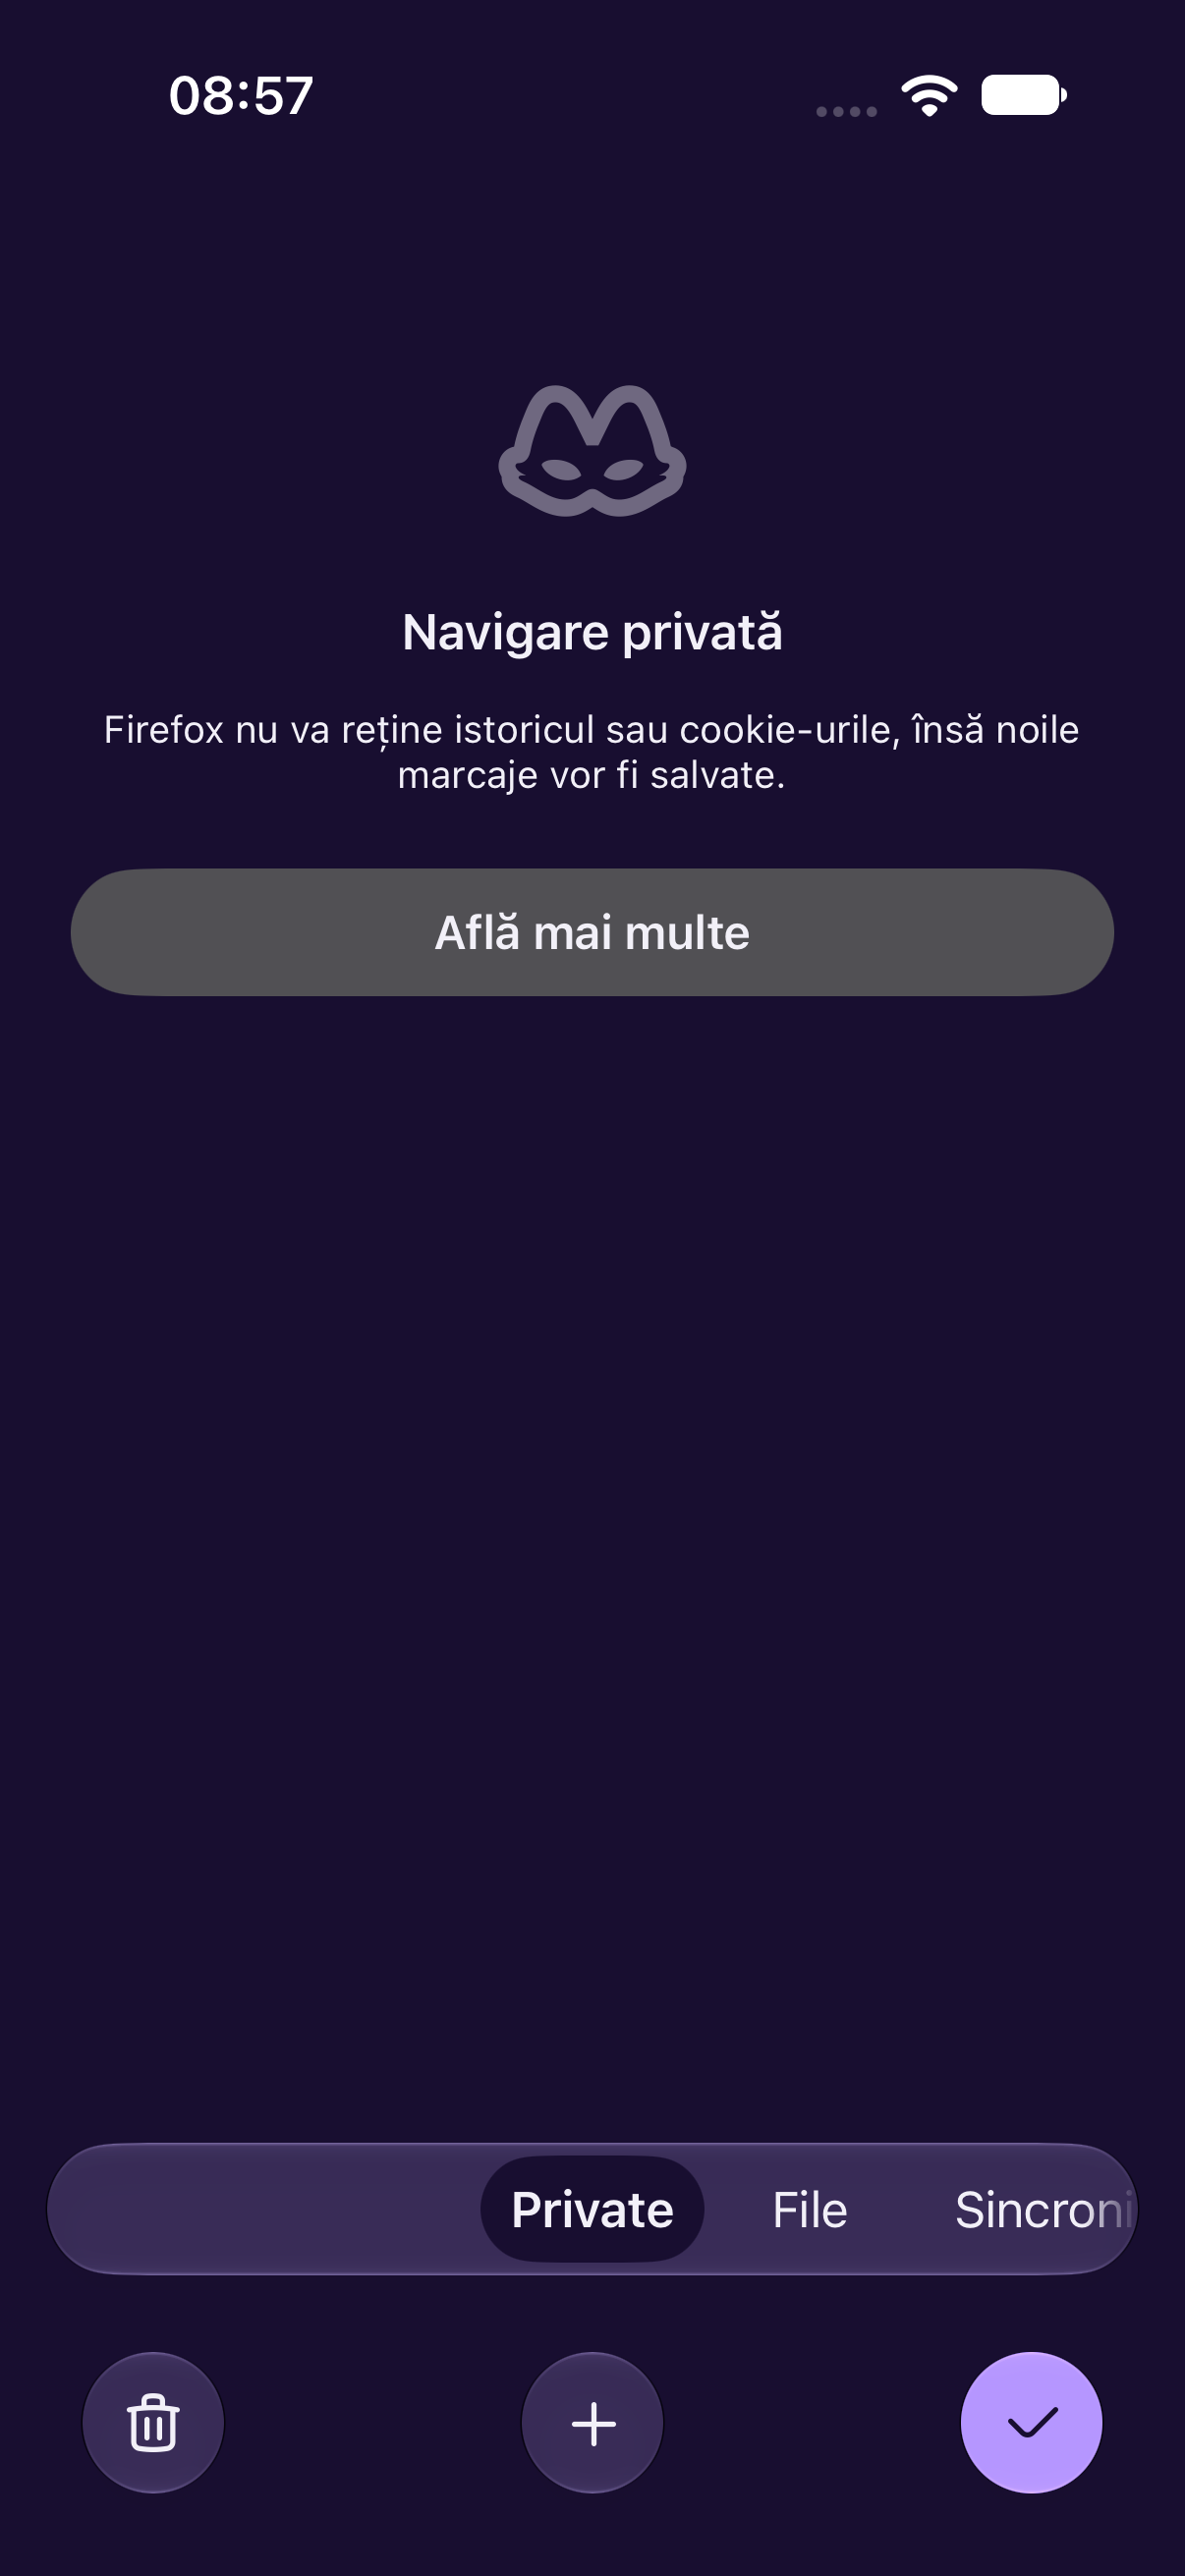 08:57
Navigare privată
Firefox nu va reține istoricul sau cookie-urile, însă noile
marcaje vor fi salvate.
Află mai multe
Private File Sincroni